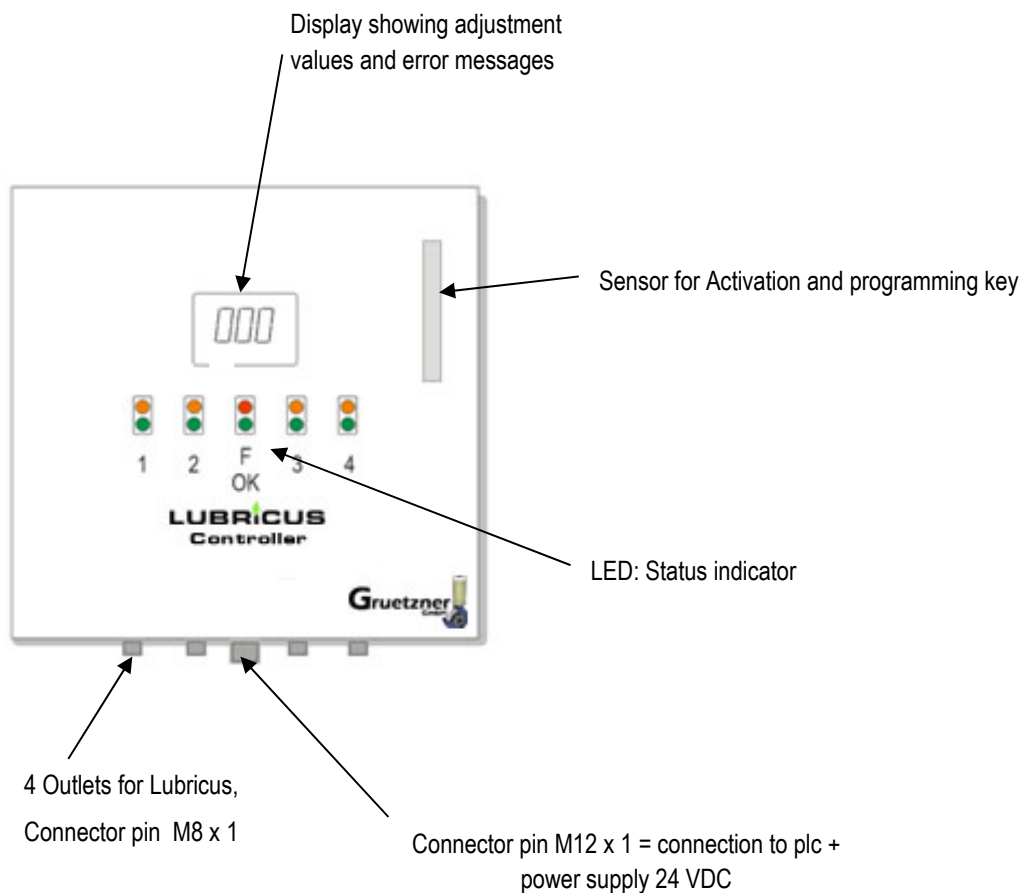 Display showing adjustment
values and error messages
Sensor for Activation and programming key
000
1 2 F 3 4
OK
LUBRiCUS
Controller
LED: Status indicator
Gruetzner
GmbH
4 Outlets for Lubricus,
Connector pin M8 x 1
Connector pin M12 x 1 = connection to plc +
power supply 24 VDC